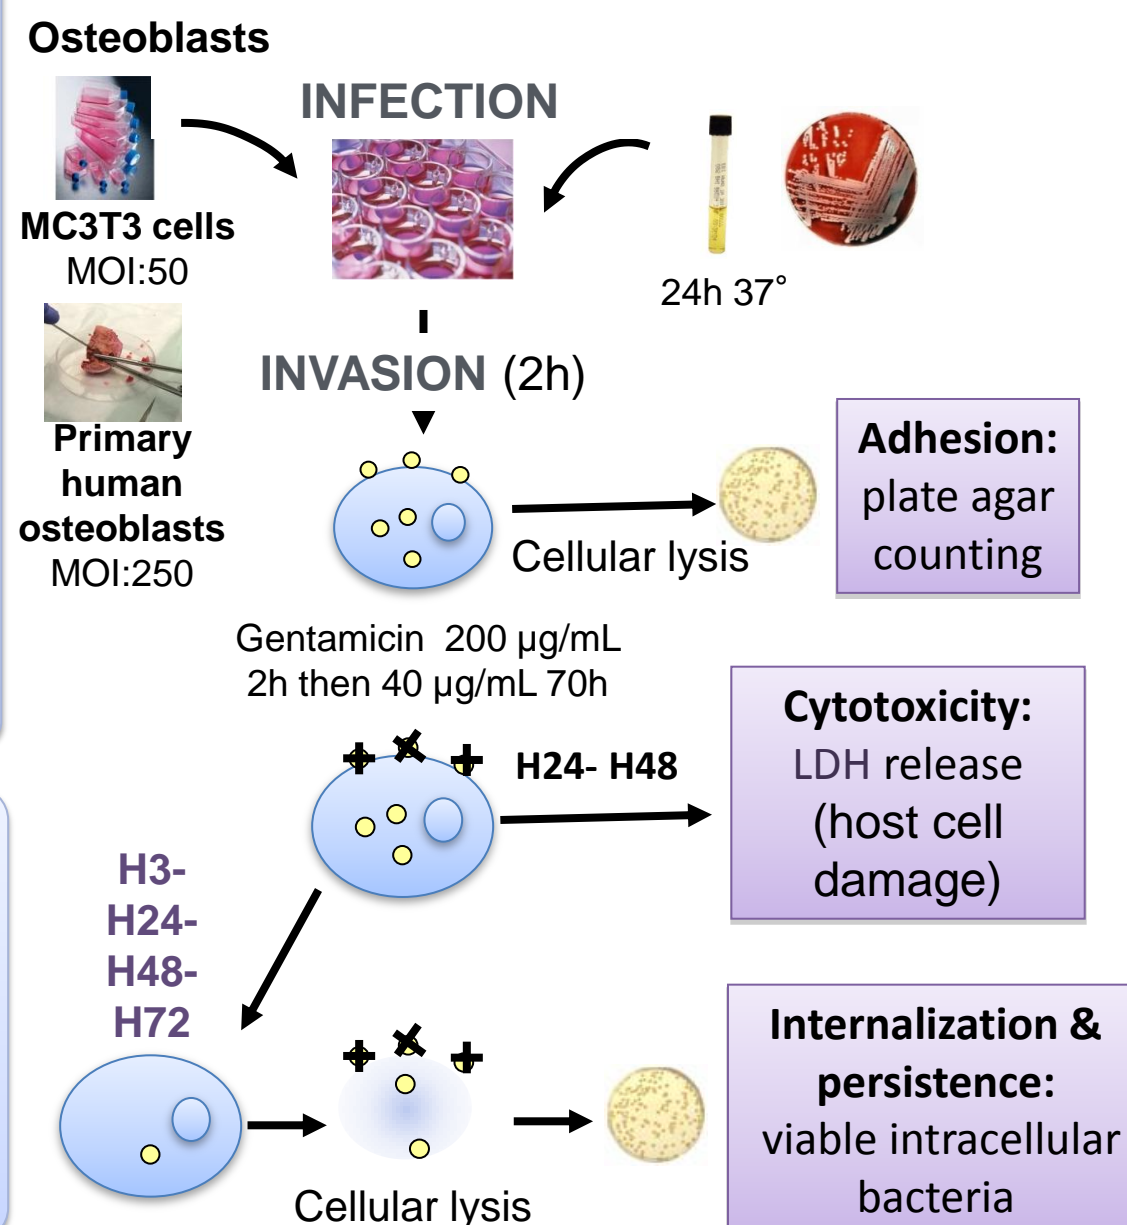 Osteoblasts
INFECTION
MC3T3 cells
MOI:50
24h 37°
INVASION (2h)
Primary
human
osteoblasts
MOI:250
Cellular lysis
Adhesion:
plate agar
counting
Gentamicin 200 µg/mL
2h then 40 µg/mL 70h
H24- H48
Cytotoxicity:
LDH release
(host cell
damage)
H3-
H24-
H48-
H72
Cellular lysis
Internalization &
persistence:
viable intracellular
bacteria